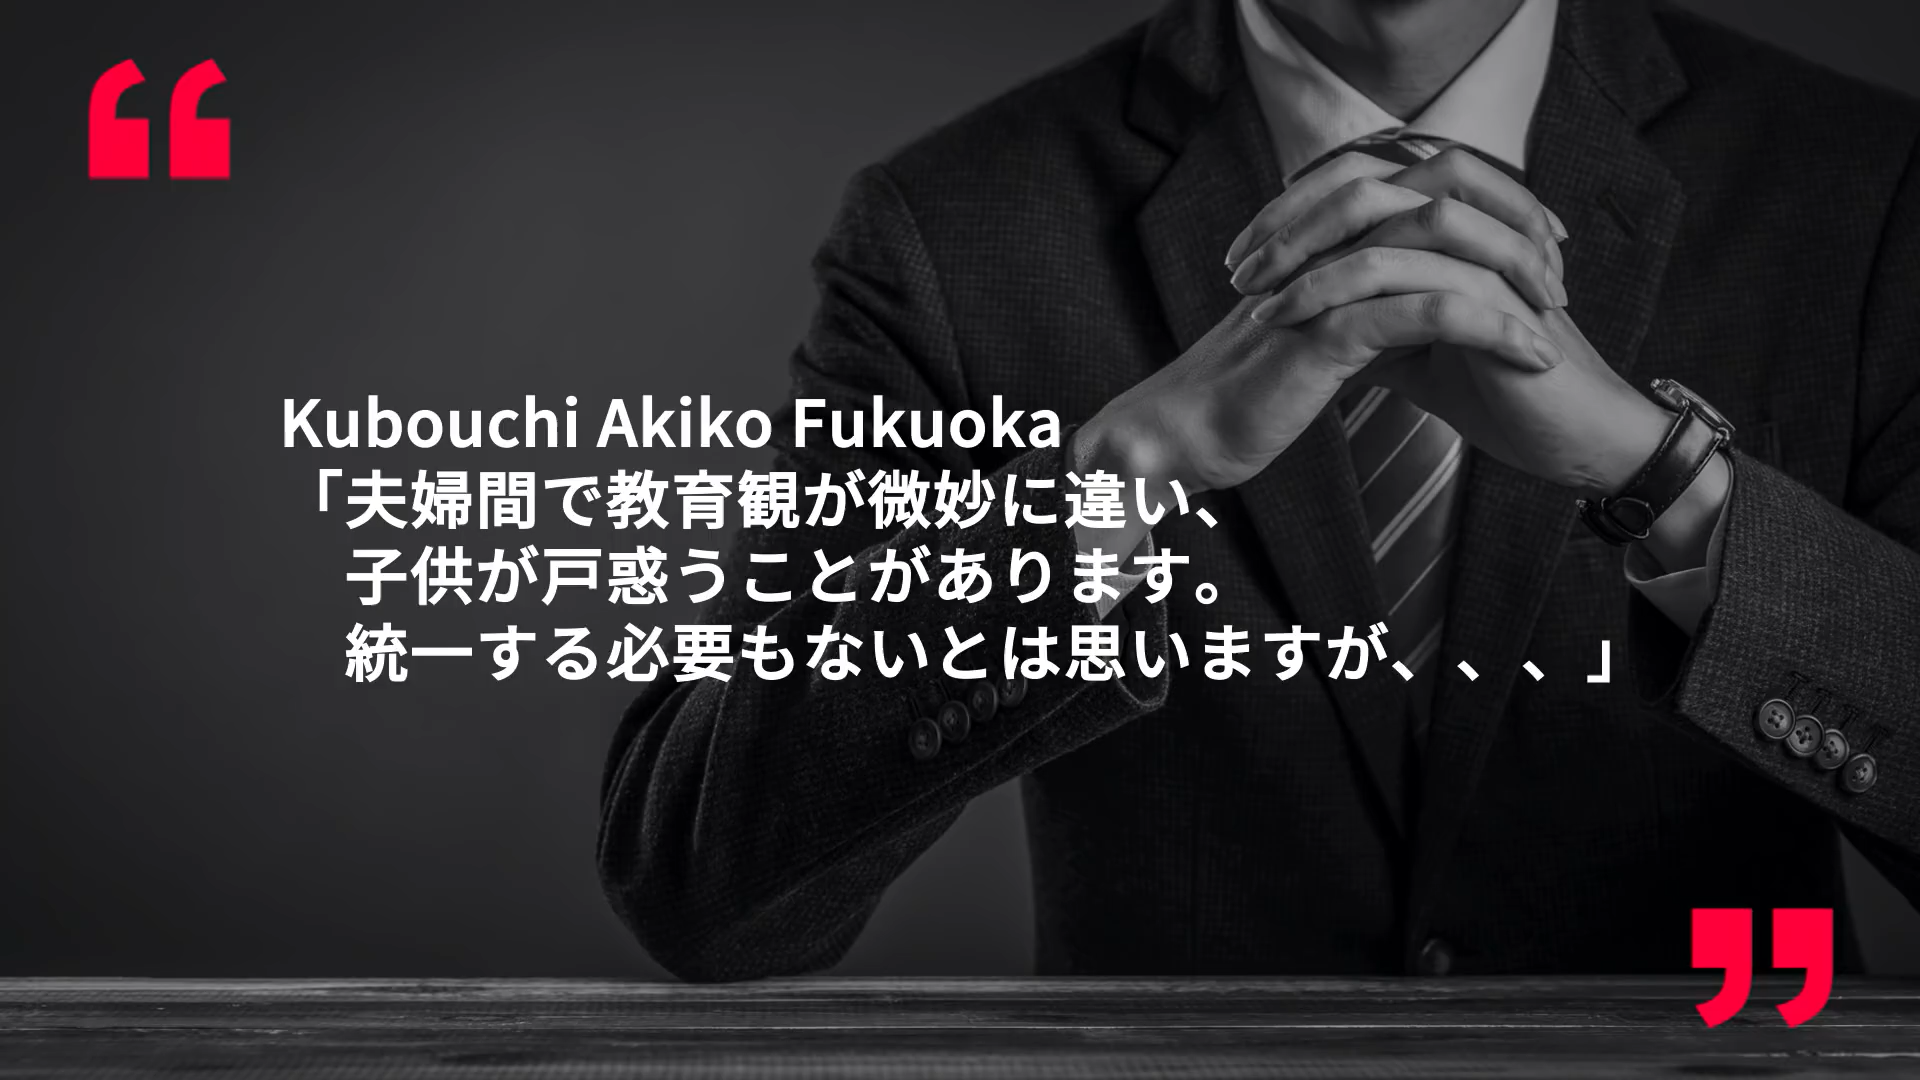 Kubouchi Akiko Fukuoka
「夫婦間で教育観が微妙に違い、
子供が戸惑うことがあります。
統一する必要もないとは思いますが、、、」